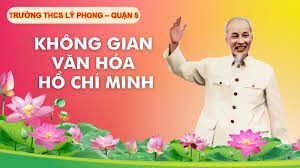 TRƯỜNG THCS LÝ PHONG – QUẬN 5
KHÔNG GIAN
VĂN HÓA
HỒ CHÍ MINH